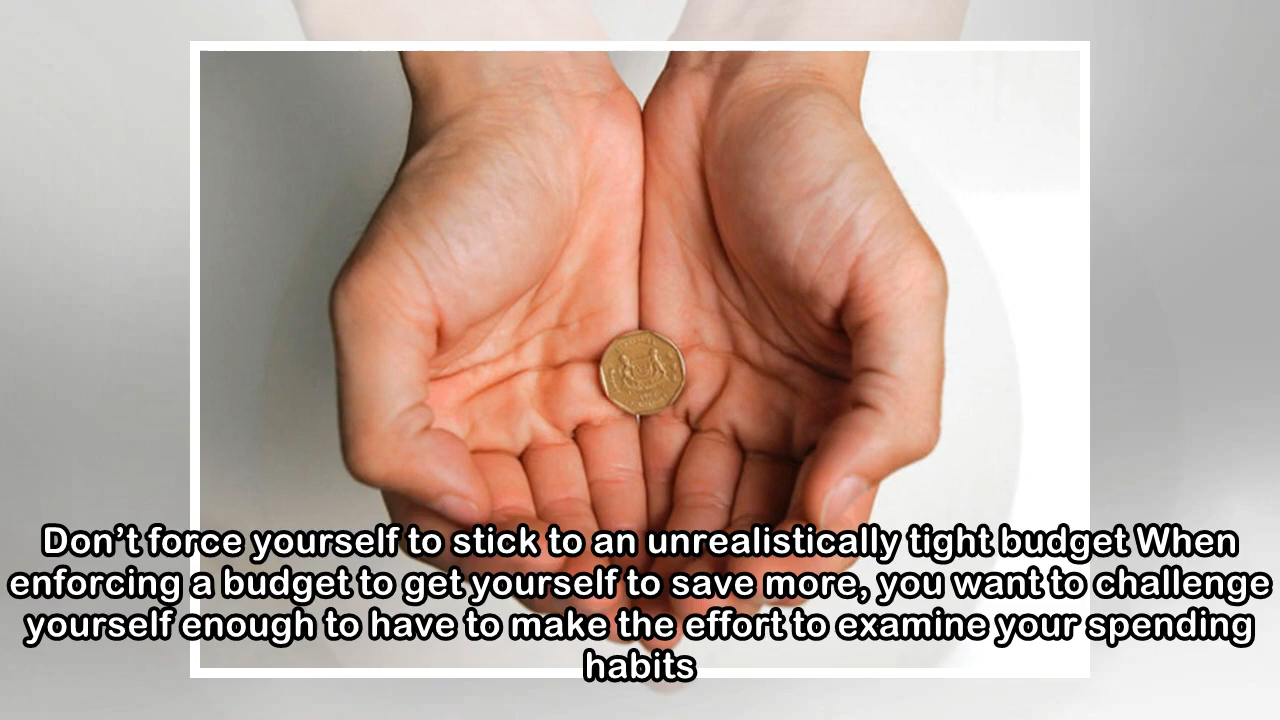 Don’t force yourself to stick to an unrealistically tight budget When
enforcing a budget to get yourself to save more, you want to challenge
yourself enough to have to make the effort to examine your spending
habits